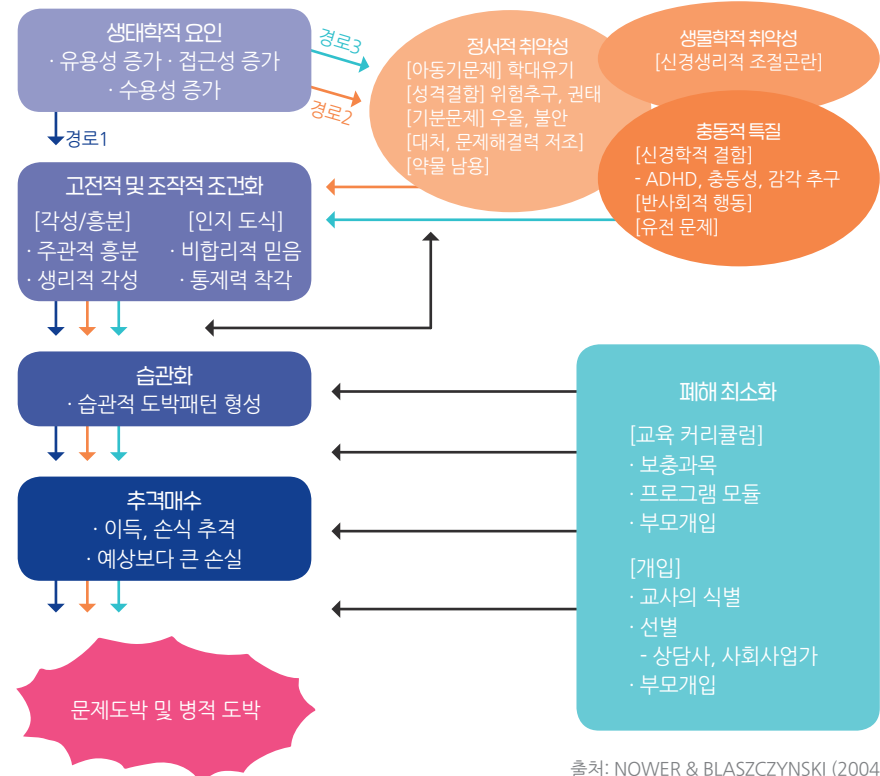 생태학적 요인
· 유용성 증가 · 접근성 증가
· 수용성 증가
경로3
경로2
경로1
정서적 취약성
[아동기문제] 학대유기
[성격결함] 위험추구, 권태
[기분문제] 우울, 불안
[대처, 문제해결력 저조]
[약물 남용]
생물학적 취약성
[신경생리적 조절곤란]
충동적 특질
[신경학적 결함]
- ADHD, 충동성, 감각 추구
[반사회적 행동]
[유전 문제]
고전적 및 조작적 조건화
[각성/흥분]
· 주관적 흥분
· 생리적 각성
[인지 도식]
· 비합리적 믿음
· 통제력 착각
습관화
· 습관적 도박패턴 형성
추격매수
· 이득, 손식 추격
· 예상보다 큰 손실
문제도박 및 병적 도박
폐해 최소화
[교육 커리큘럼]
· 보충과목
· 프로그램 모듈
· 부모개입
[개입]
· 교사의 식별
· 선별
- 상담사, 사회사업가
· 부모개입
출처: NOWER & BLASZCZYNSKI (2004